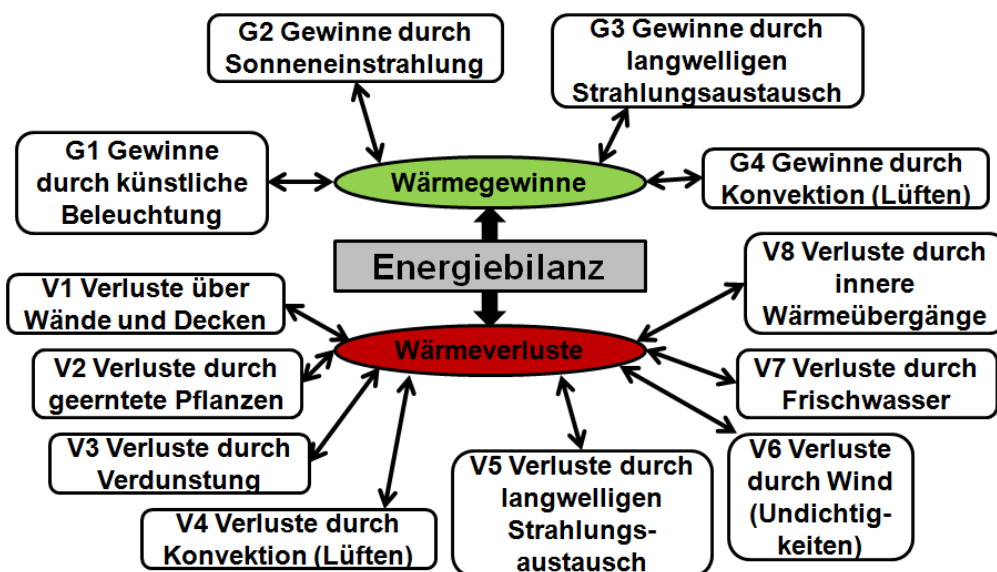 G2 Gewinne durch
Sonneneinstrahlung
G3 Gewinne durch
langwelligen
Strahlungsaustausch
G1 Gewinne
durch künstliche
Beleuchtung
Wärmegewinne
G4 Gewinne durch
Konvektion (Lüften)
Energiebilanz
V8 Verluste durch
innere
Wärmeübergänge
V1 Verluste über
Wände und Decken
Wärmeverluste
V2 Verluste durch
geerntete Pflanzen
V7 Verluste durch
Frischwasser
V3 Verluste durch
Verdunstung
V4 Verluste durch
Konvektion (Lüften)
V5 Verluste durch
langwelligen
Strahlungs-
austausch
V6 Verluste
durch Wind
(Undichtig-
keiten)